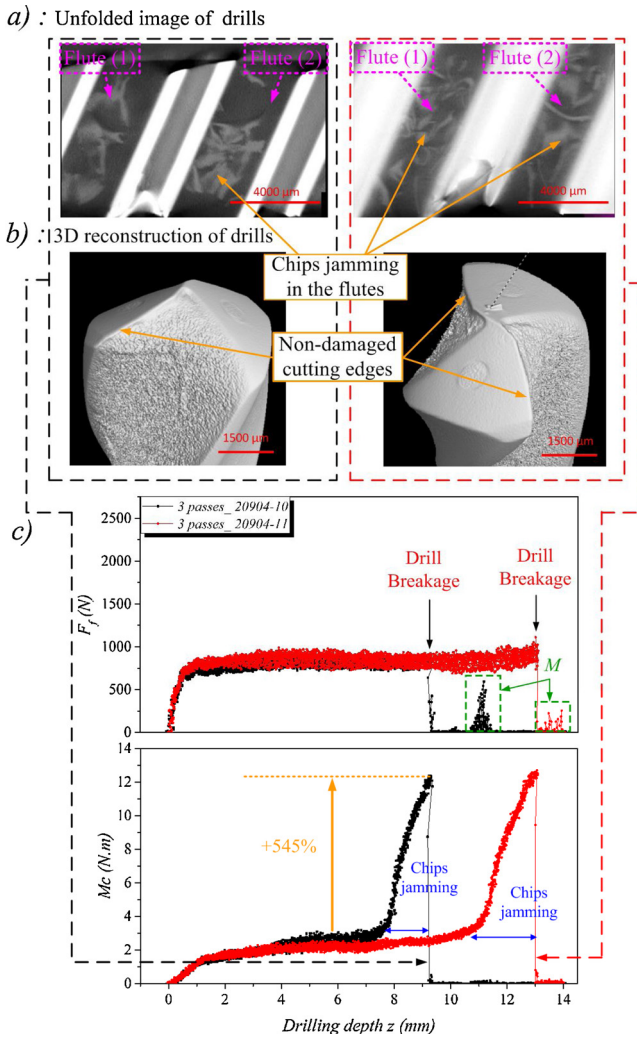 a) : Unfolded image of drills
Flute (1)
Flute (2)
Flute (1)
Flute (2)
4000 µm
4000 µm
b) : 3D reconstruction of drills
Chips jamming
in the flutes
Non-damaged
cutting edges
1500 µm
1500 µm
c)
3 passes_ 20904-10
3 passes_ 20904-11
Drill
Breakage
Drill
Breakage
M
F_f (N)
2500
2000
1500
1000
500
0
Mc (N.m)
14
12
10
8
6
4
2
0
+545%
Chips
jamming
Chips
jamming
0 2 4 6 8 10 12 14
Drilling depth z (mm)